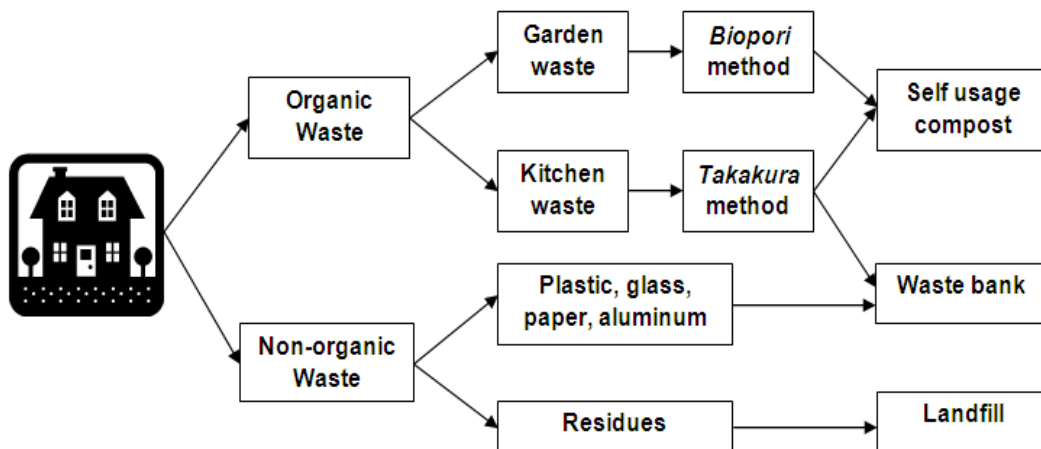 Garden
waste
Biopori
method
Organic
Waste
Self usage
compost
Kitchen
waste
Takakura
method
Plastic, glass,
paper, aluminum
Waste bank
Non-organic
Waste
Residues
Landfill